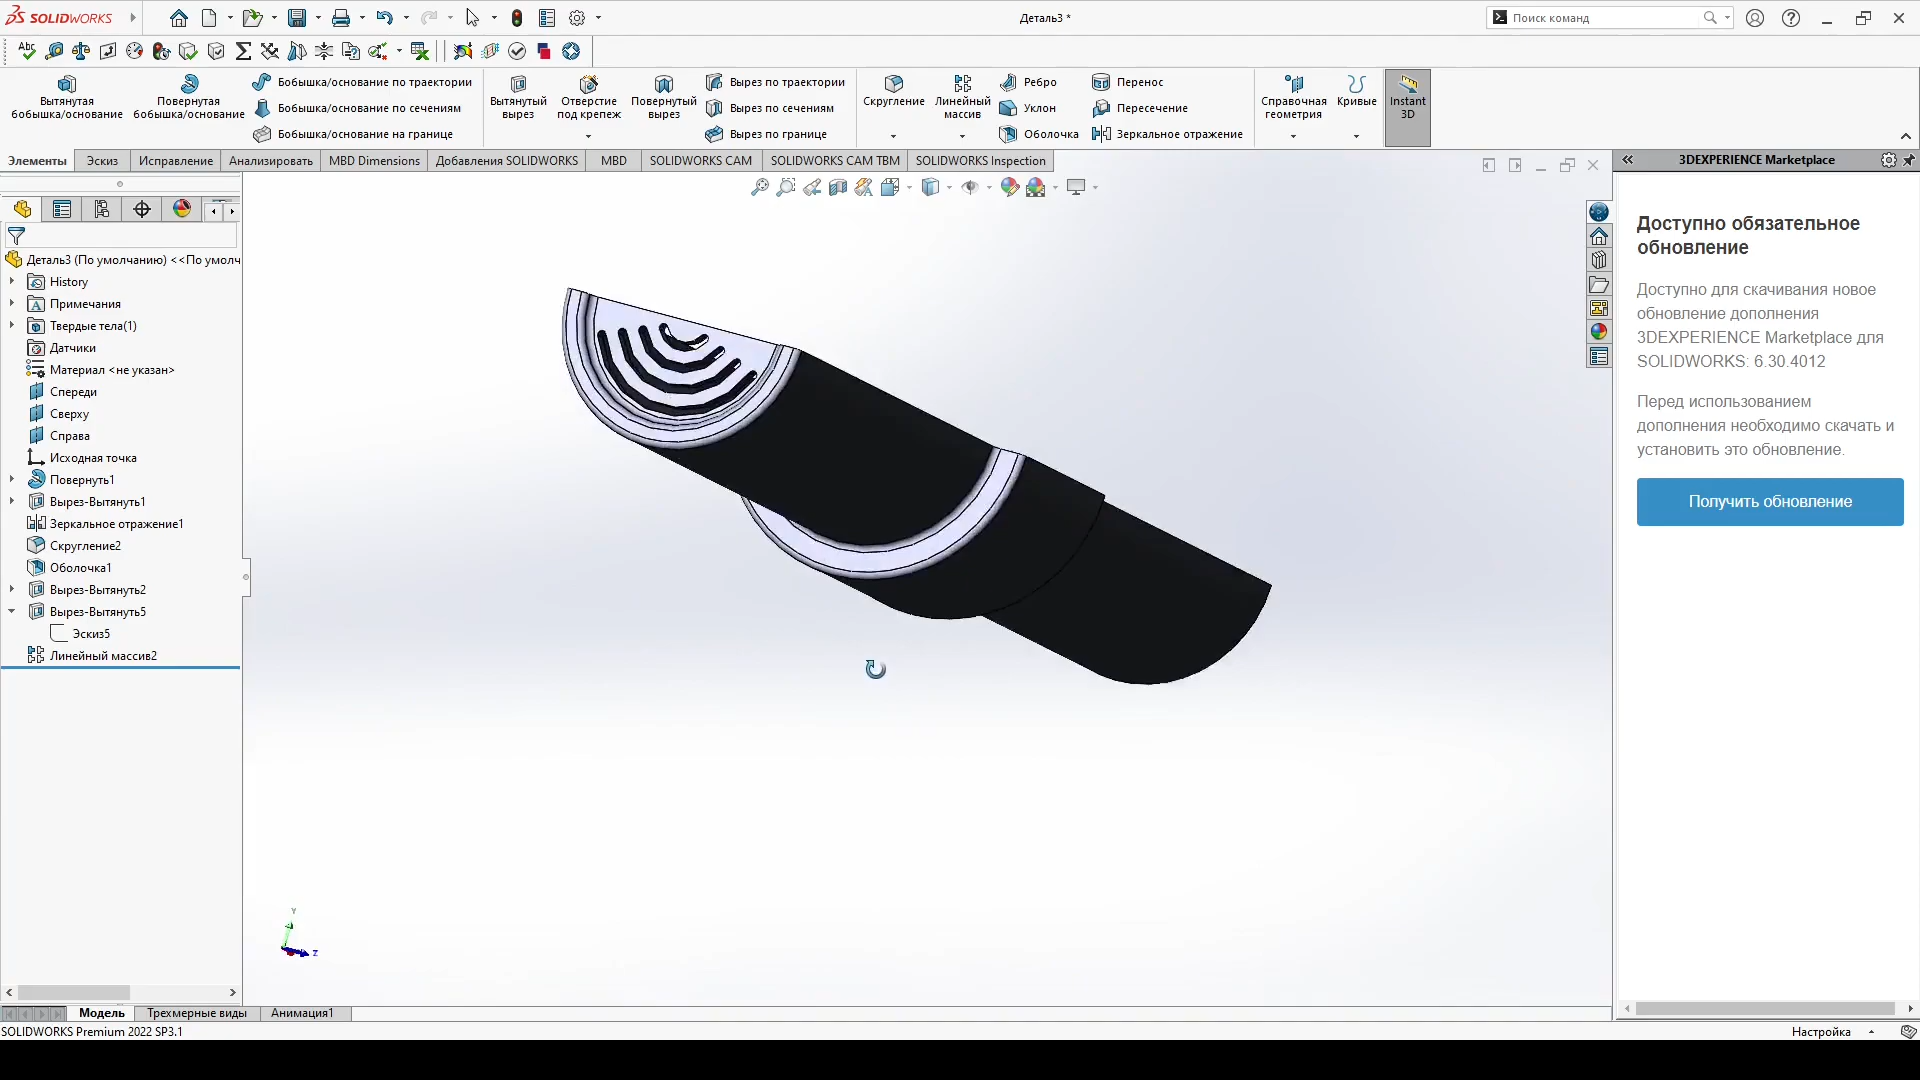 SOLIDWORKS
Деталь3 *
Поиск команд
Abc
Вытянутая бобышка/основание
Повернутая бобышка/основание
Бобышка/основание по траектории
Бобышка/основание по сечениям
Бобышка/основание на границе
Вытянутый вырез
Отверстие под крепеж
Повернутый вырез
Вырез по траектории
Вырез по сечениям
Вырез по границе
Скругление
Линейный массив
Ребро
Уклон
Оболочка
Перенос
Пересечение
Зеркальное отражение
Справочная геометрия
Кривые
Instant 3D
Элементы
Эскиз
Исправление
Анализировать
MBD Dimensions
Добавления SOLIDWORKS
MBD
SOLIDWORKS CAM
SOLIDWORKS CAM TBM
SOLIDWORKS Inspection
3DEXPERIENCE Marketplace
Деталь3 (По умолчанию) <<По умолч
History
Примечания
Твердые тела(1)
Датчики
Материал <не указан>
Спереди
Сверху
Справа
Исходная точка
Повернуть1
Вырез-Вытянуть1
Зеркальное отражение1
Скругление2
Оболочка1
Вырез-Вытянуть2
Вырез-Вытянуть5
Эскиз5
Линейный массив2
Y
Z
Доступно обязательное
обновление
Доступно для скачивания новое
обновление дополнения
3DEXPERIENCE Marketplace для
SOLIDWORKS: 6.30.4012
Перед использованием
дополнения необходимо скачать и
установить это обновление.
Получить обновление
Модель
Трехмерные виды
Анимация1
SOLIDWORKS Premium 2022 SP3.1
Настройка